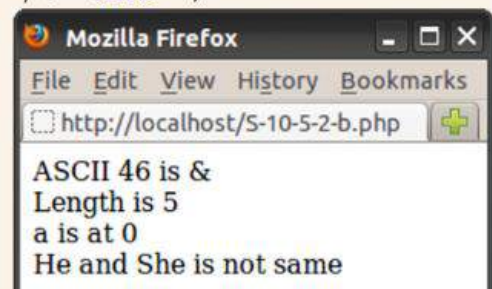 Mozilla Firefox
File Edit View History Bookmarks
http://localhost/S-10-5-2-b.php
ASCII 46 is &
Length is 5
a is at 0
He and She is not same